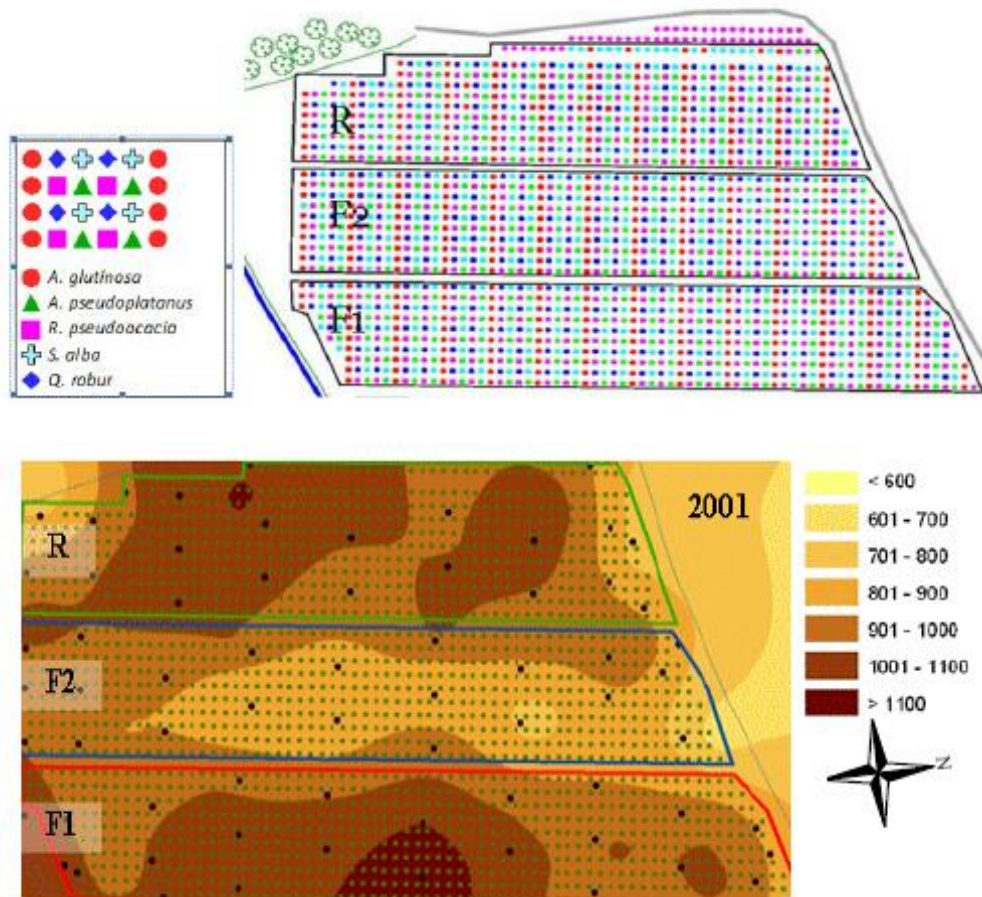 R
F2
F1
A. glutinosa
A. pseudoplatanus
R. pseudoacacia
S. alba
Q. robur
2001
R
F2.
F1
< 600
601 - 700
701 - 800
801 - 900
901 - 1000
1001 - 1100
> 1100
N